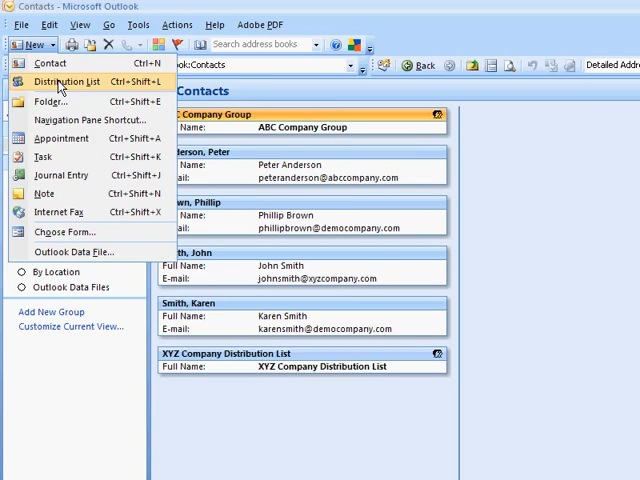 Contacts - Microsoft Outlook
File Edit View Go Tools Actions Help Adobe PDF
New Search address books
Contact Ctrl+N
Distribution List Ctrl+Shift+L
Folder... Ctrl+Shift+E
Navigation Pane Shortcut...
Appointment Ctrl+Shift+A
Task Ctrl+Shift+K
Journal Entry Ctrl+Shift+J
Note Ctrl+Shift+N
Internet Fax Ctrl+Shift+X
Choose Form...
Outlook Data File...
By Location
Outlook Data Files
Add New Group
Customize Current View...
ok:Contacts Back Detailed Addre
Contacts
C Company Group
Name: ABC Company Group
erson, Peter
Name: Peter Anderson
ail: peteranderson@abccompany.com
wn, Phillip
Name: Phillip Brown
ail: phillipbrown@democompany.com
th, John
Full Name: John Smith
E-mail: johnsmith@xyzcompany.com
Smith, Karen
Full Name: Karen Smith
E-mail: karensmith@democompany.com
XYZ Company Distribution List
Full Name: XYZ Company Distribution List